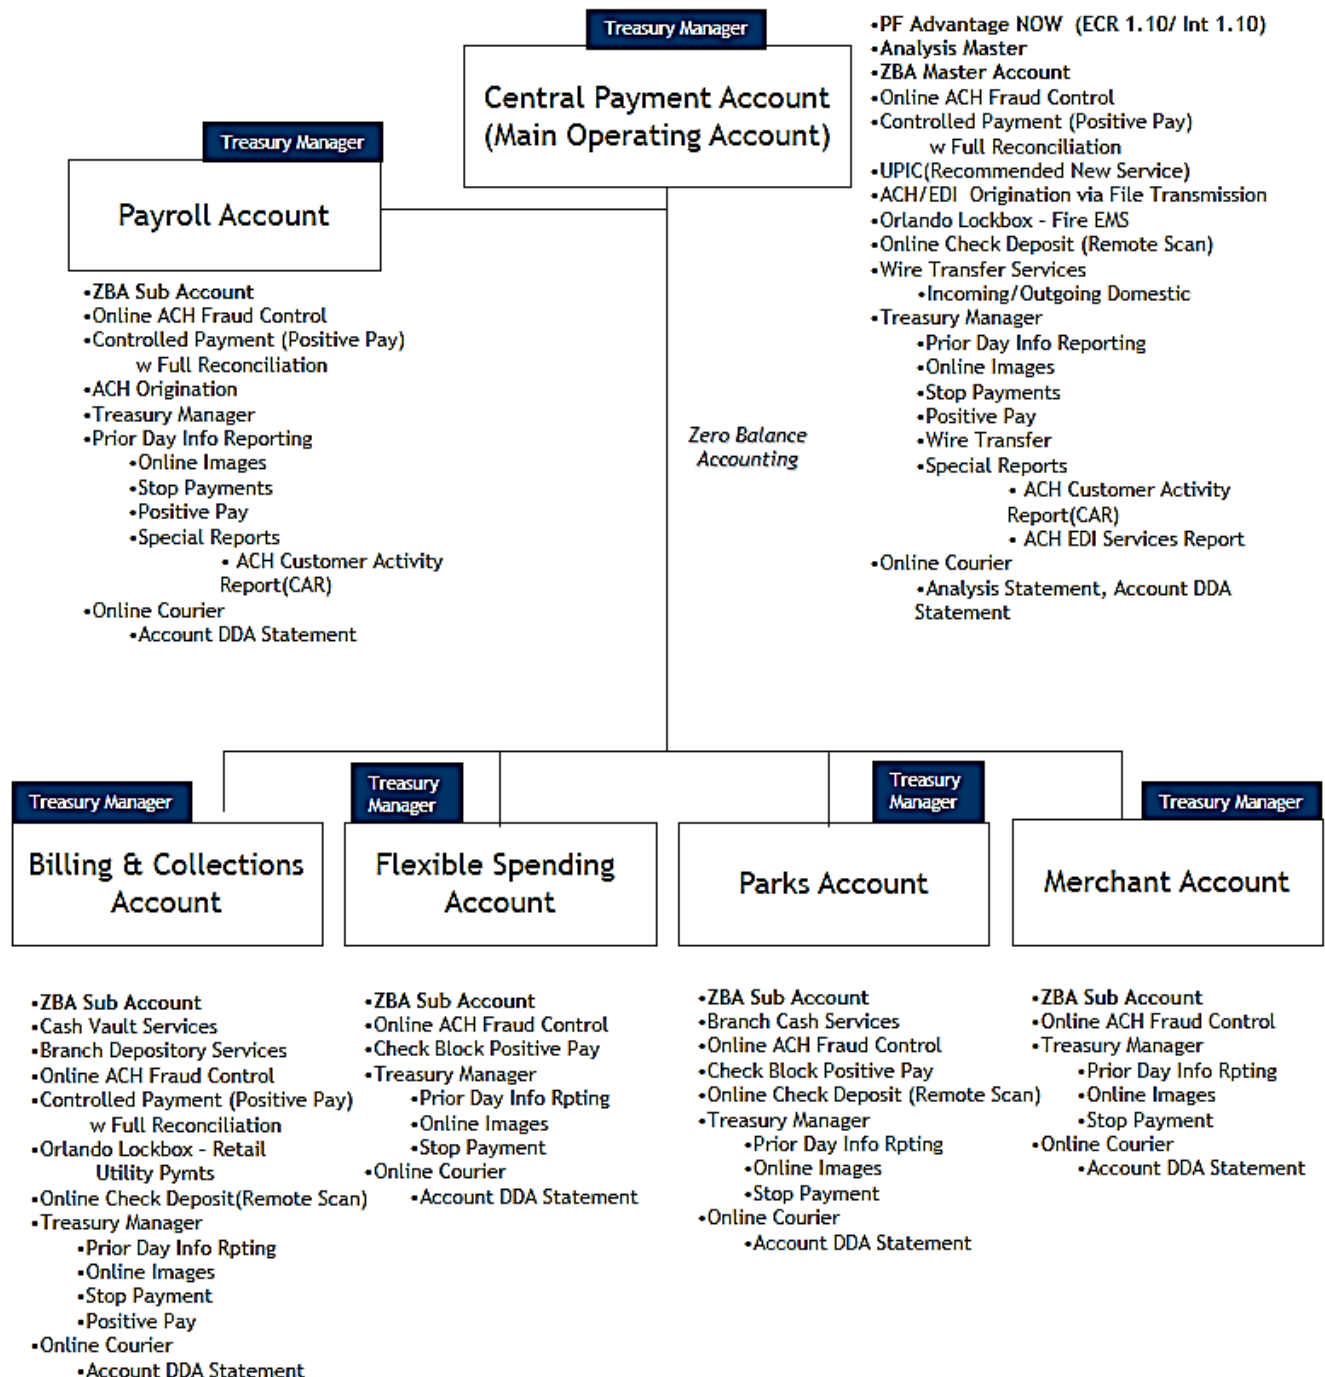 Treasury Manager
Central Payment Account
(Main Operating Account)
•PF Advantage NOW (ECR 1.10/ Int 1.10)
•Analysis Master
•ZBA Master Account
•Online ACH Fraud Control
•Controlled Payment (Positive Pay)
w Full Reconciliation
•UPIC(Recommended New Service)
•ACH/EDI Origination via File Transmission
•Orlando Lockbox - Fire EMS
•Online Check Deposit (Remote Scan)
•Wire Transfer Services
•Incoming/Outgoing Domestic
•Treasury Manager
•Prior Day Info Reporting
•Online Images
•Stop Payments
•Positive Pay
•Wire Transfer
•Special Reports
• ACH Customer Activity
Report(CAR)
• ACH EDI Services Report
•Online Courier
•Analysis Statement, Account DDA
Statement
Treasury Manager
Payroll Account
•ZBA Sub Account
•Online ACH Fraud Control
•Controlled Payment (Positive Pay)
w Full Reconciliation
•ACH Origination
•Treasury Manager
•Prior Day Info Reporting
•Online Images
•Stop Payments
•Positive Pay
•Special Reports
• ACH Customer Activity
Report(CAR)
•Online Courier
•Account DDA Statement
Zero Balance
Accounting
Treasury Manager
Billing & Collections
Account
•ZBA Sub Account
•Cash Vault Services
•Branch Depository Services
•Online ACH Fraud Control
•Controlled Payment (Positive Pay)
w Full Reconciliation
•Orlando Lockbox - Retail
Utility Pymts
•Online Check Deposit(Remote Scan)
•Treasury Manager
•Prior Day Info Rpting
•Online Images
•Stop Payment
•Positive Pay
•Online Courier
•Account DDA Statement
Treasury
Manager
Flexible Spending
Account
•ZBA Sub Account
•Online ACH Fraud Control
•Check Block Positive Pay
•Treasury Manager
•Prior Day Info Rpting
•Online Images
•Stop Payment
•Online Courier
•Account DDA Statement
Treasury
Manager
Parks Account
•ZBA Sub Account
•Branch Cash Services
•Online ACH Fraud Control
•Check Block Positive Pay
•Online Check Deposit (Remote Scan)
•Treasury Manager
•Prior Day Info Rpting
•Online Images
•Stop Payment
•Online Courier
•Account DDA Statement
Treasury Manager
Merchant Account
•ZBA Sub Account
•Online ACH Fraud Control
•Treasury Manager
•Prior Day Info Rpting
•Online Images
•Stop Payment
•Online Courier
•Account DDA Statement